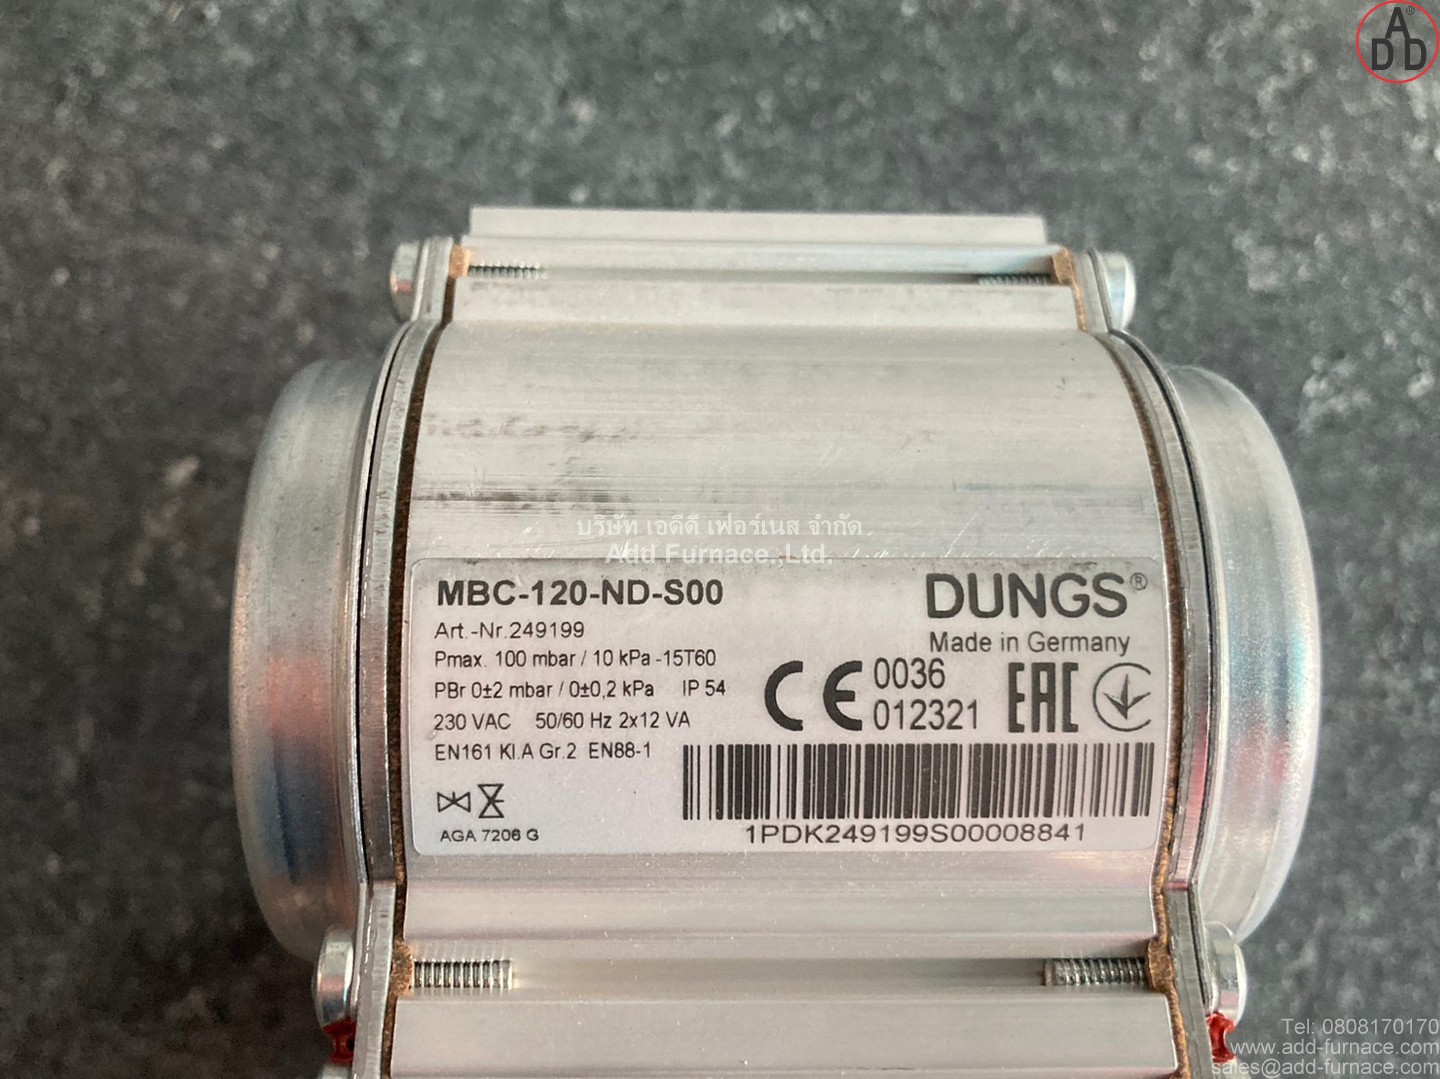 ADD®
บริษัท เอดีดี เฟอร์เนส จำกัด
Add Furnace.,Ltd.
MBC-120-ND-S00
DUNGS®
Art.-Nr.249199
Made in Germany
Pmax. 100 mbar / 10 kPa -15T60
PBr 0±2 mbar / 0±0,2 kPa IP 54
CE 0036
012321
EAC
230 VAC 50/60 Hz 2x12 VA
EN161 Kl.A Gr.2 EN88-1
AGA 7206 G
1PDK249199S00008841
Tel: 0808170170
www.add-furnace.com
sales@add-furnace.com